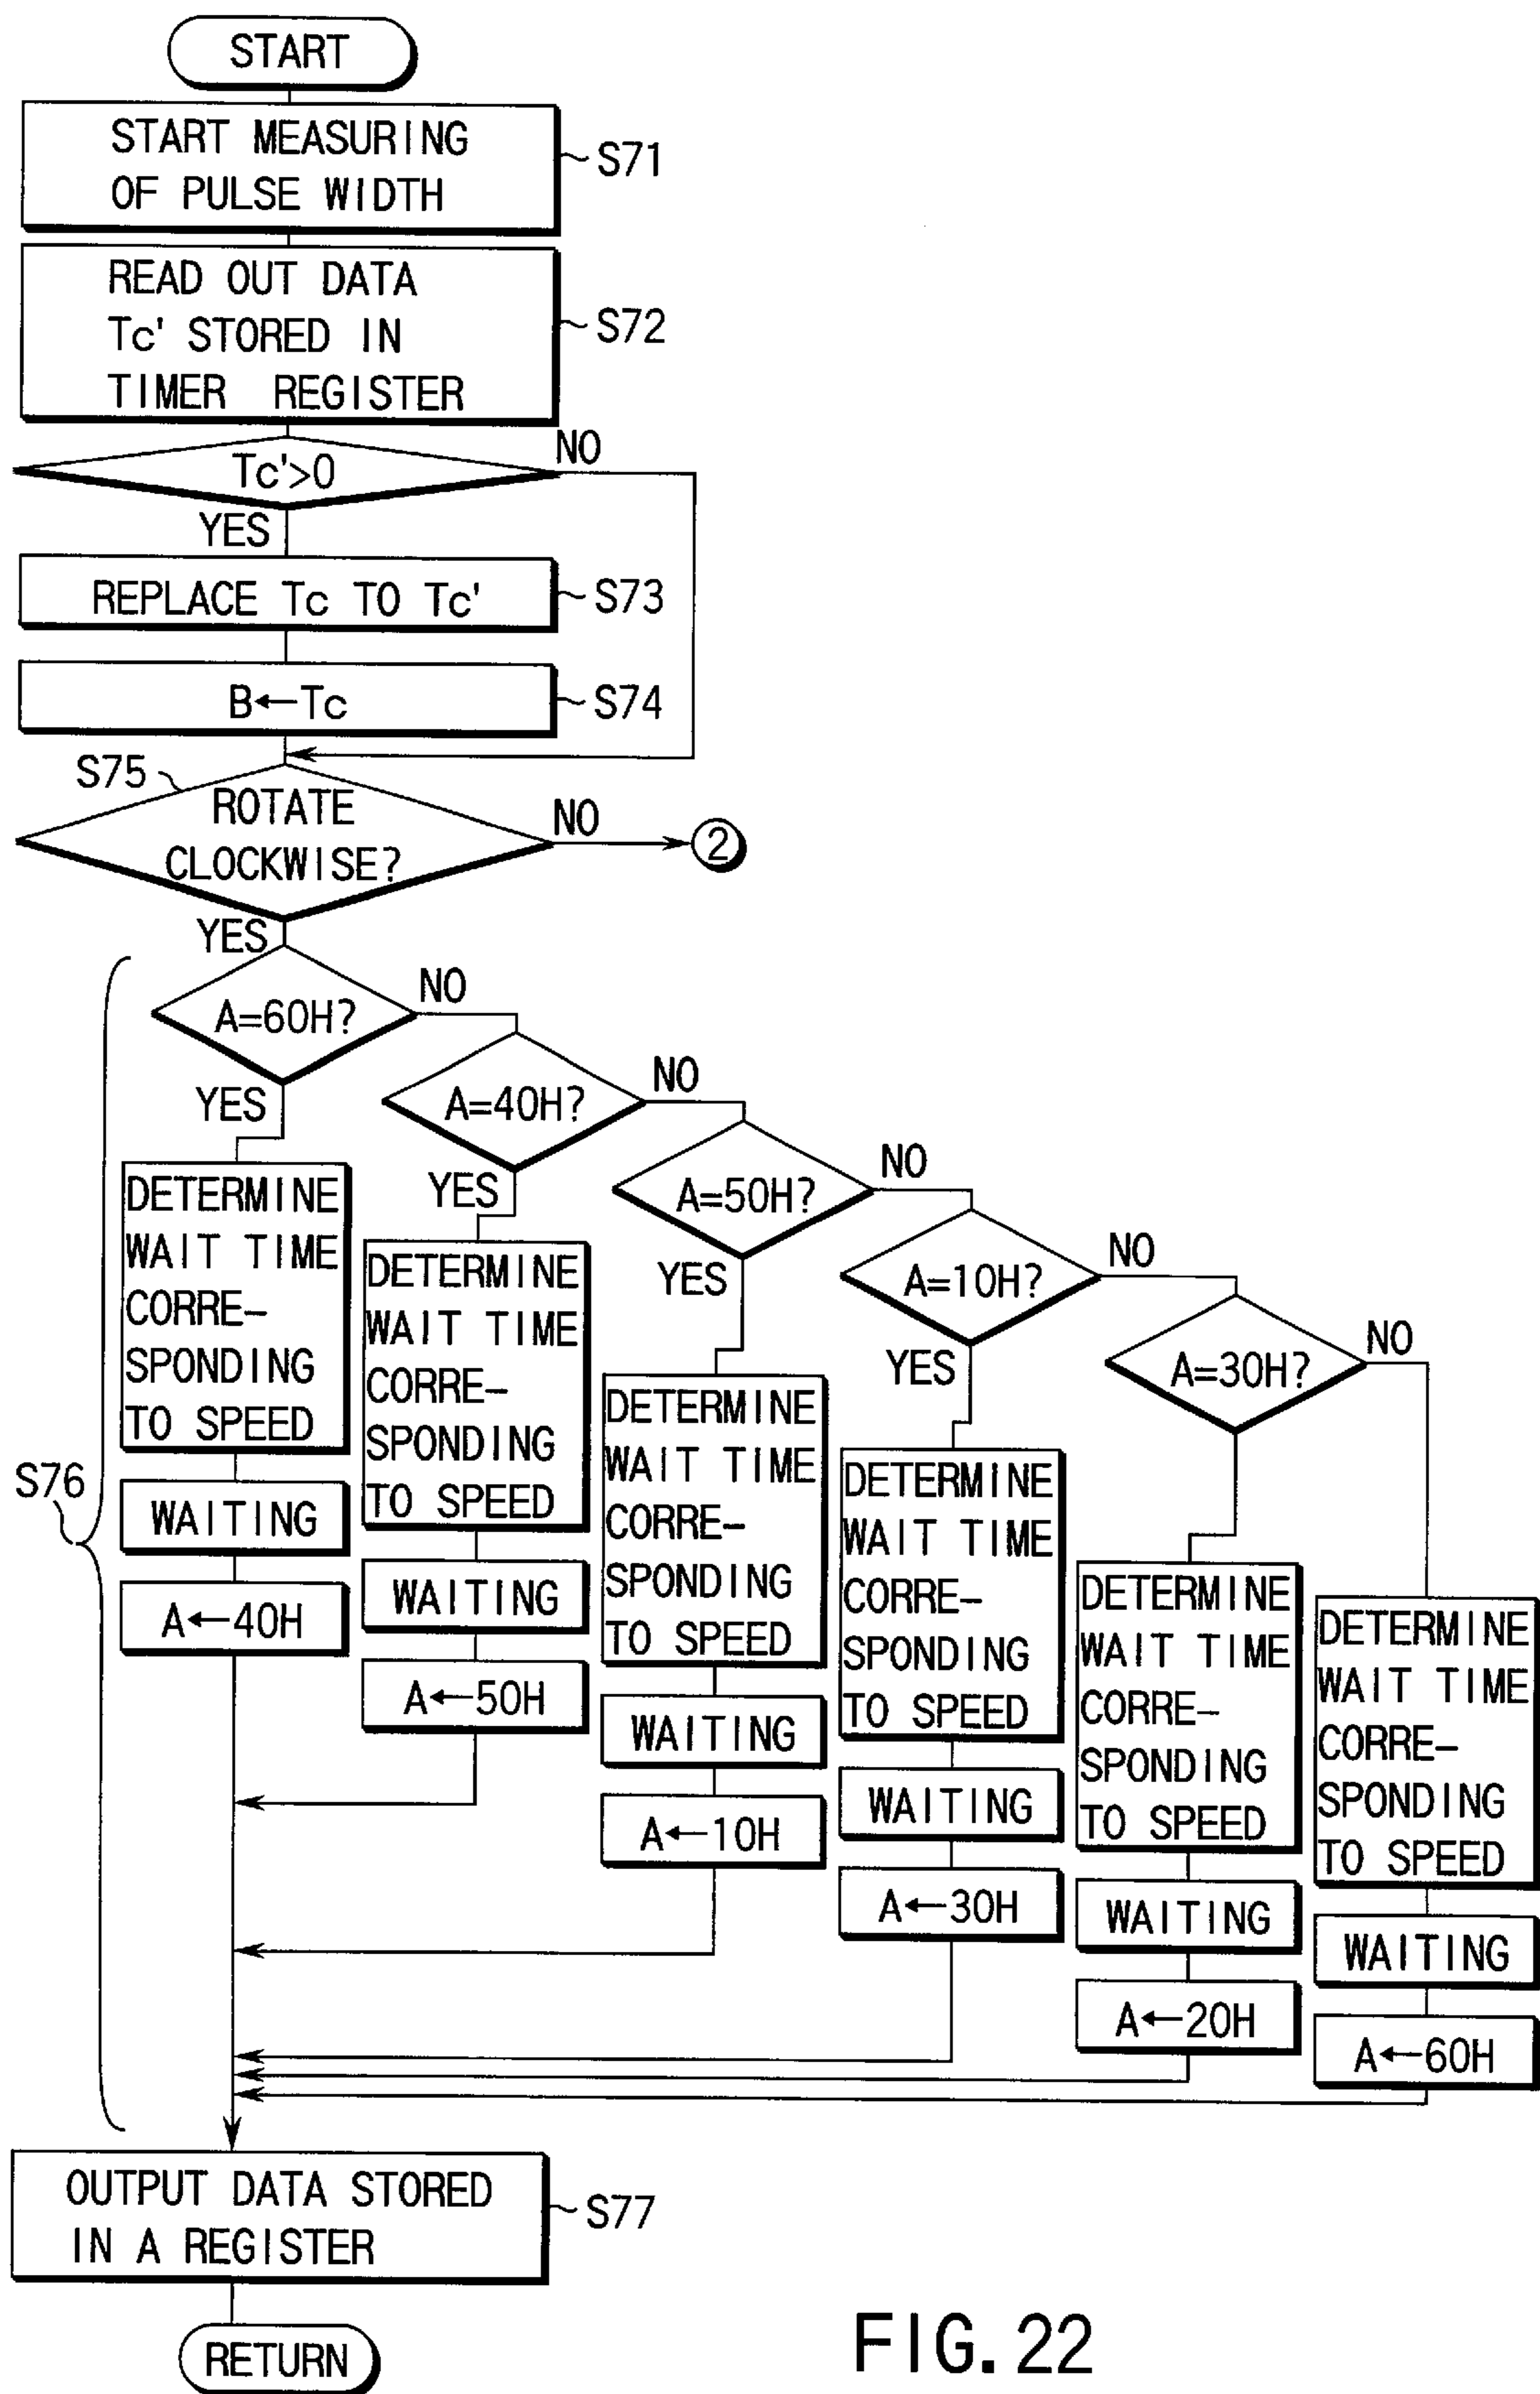 START
START MEASURING
OF PULSE WIDTH
S71
READ OUT DATA
Tc' STORED IN
TIMER REGISTER
S72
Tc'>0
NO
YES
REPLACE Tc TO Tc'
S73
B←Tc
S74
S75
ROTATE
CLOCKWISE?
NO
2
YES
S76
A=60H?
NO
YES
DETERMINE
WAIT TIME
CORRE-
SPONDING
TO SPEED
WAITING
A←40H
A=40H?
NO
YES
DETERMINE
WAIT TIME
CORRE-
SPONDING
TO SPEED
WAITING
A←50H
A=50H?
NO
YES
DETERMINE
WAIT TIME
CORRE-
SPONDING
TO SPEED
WAITING
A←10H
A=10H?
NO
YES
DETERMINE
WAIT TIME
CORRE-
SPONDING
TO SPEED
WAITING
A←30H
A=30H?
NO
DETERMINE
WAIT TIME
CORRE-
SPONDING
TO SPEED
WAITING
A←20H
DETERMINE
WAIT TIME
CORRE-
SPONDING
TO SPEED
WAITING
A←60H
OUTPUT DATA STORED
IN A REGISTER
S77
RETURN
FIG. 22